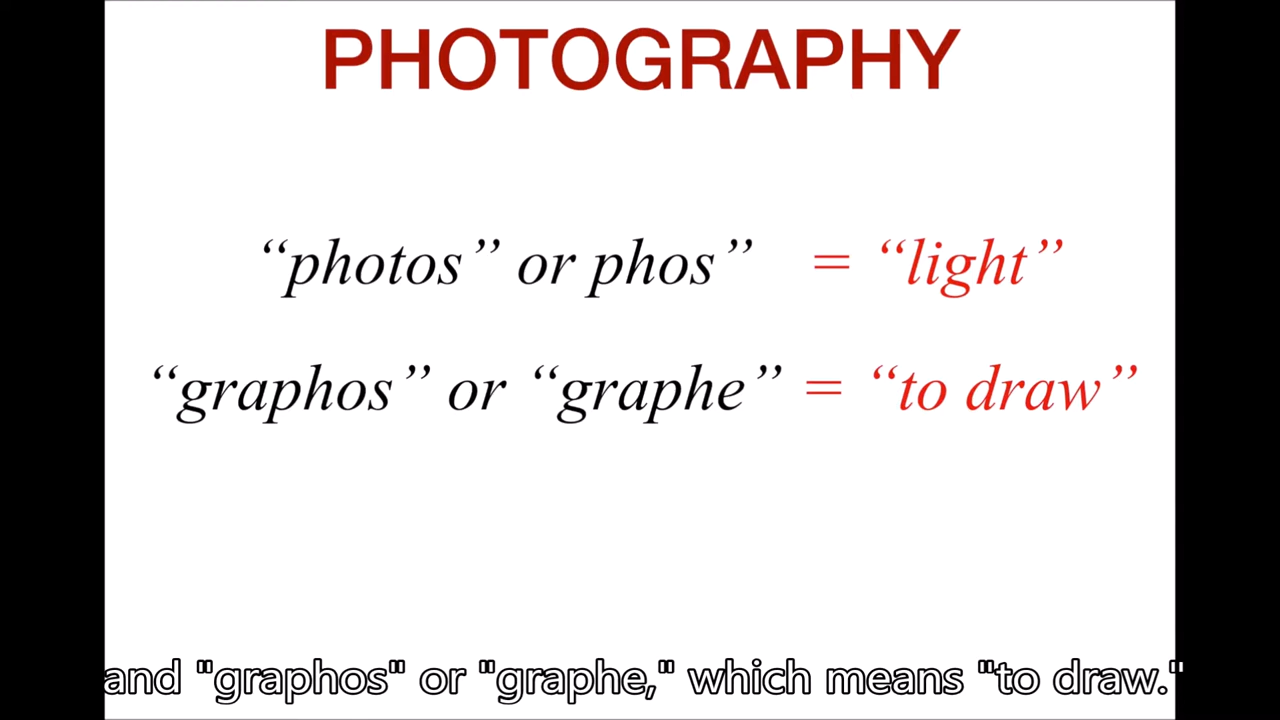 PHOTOGRAPHY
“photos” or phos” = “light”
“graphos” or “graphe” = “to draw”
and "graphos" or "graphe," which means "to draw."